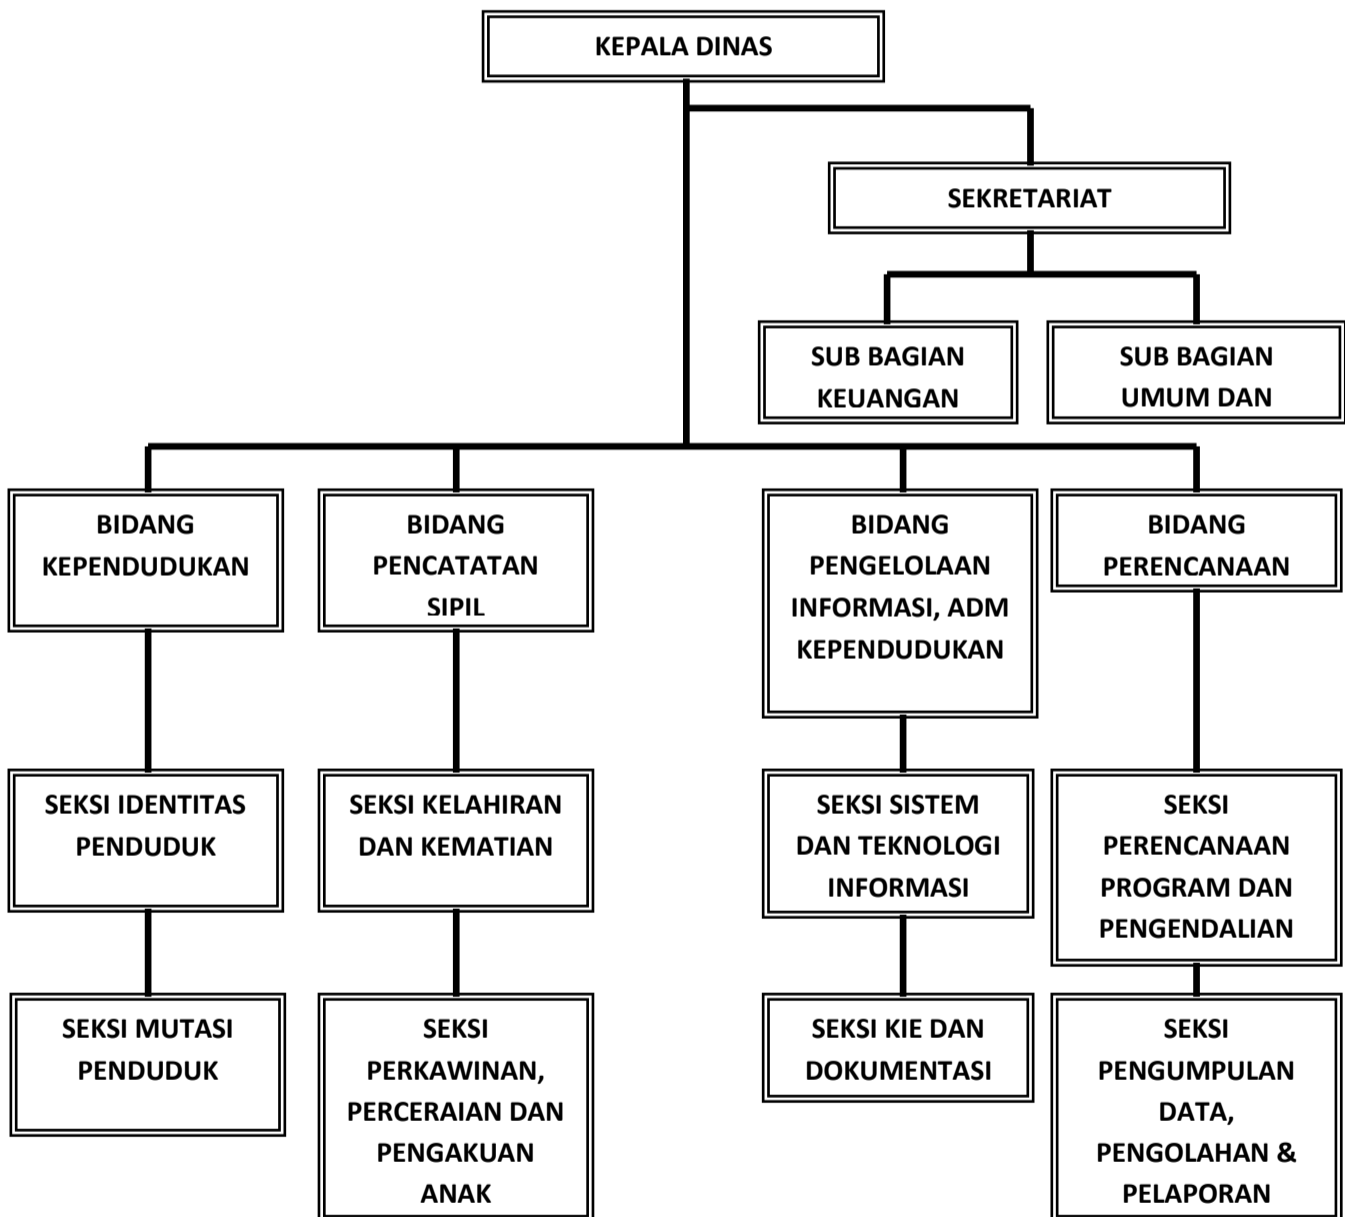 KEPALA DINAS
SEKRETARIAT
SUB BAGIAN
KEUANGAN
SUB BAGIAN
UMUM DAN
BIDANG
KEPENDUDUKAN
BIDANG
PENCATATAN
SIPIL
BIDANG
PENGELOLAAN
INFORMASI, ADM
KEPENDUDUKAN
BIDANG
PERENCANAAN
SEKSI IDENTITAS
PENDUDUK
SEKSI KELAHIRAN
DAN KEMATIAN
SEKSI SISTEM
DAN TEKNOLOGI
INFORMASI
SEKSI
PERENCANAAN
PROGRAM DAN
PENGENDALIAN
SEKSI MUTASI
PENDUDUK
SEKSI
PERKAWINAN,
PERCERAIAN DAN
PENGAKUAN
ANAK
SEKSI KIE DAN
DOKUMENTASI
SEKSI
PENGUMPULAN
DATA,
PENGOLAHAN &
PELAPORAN